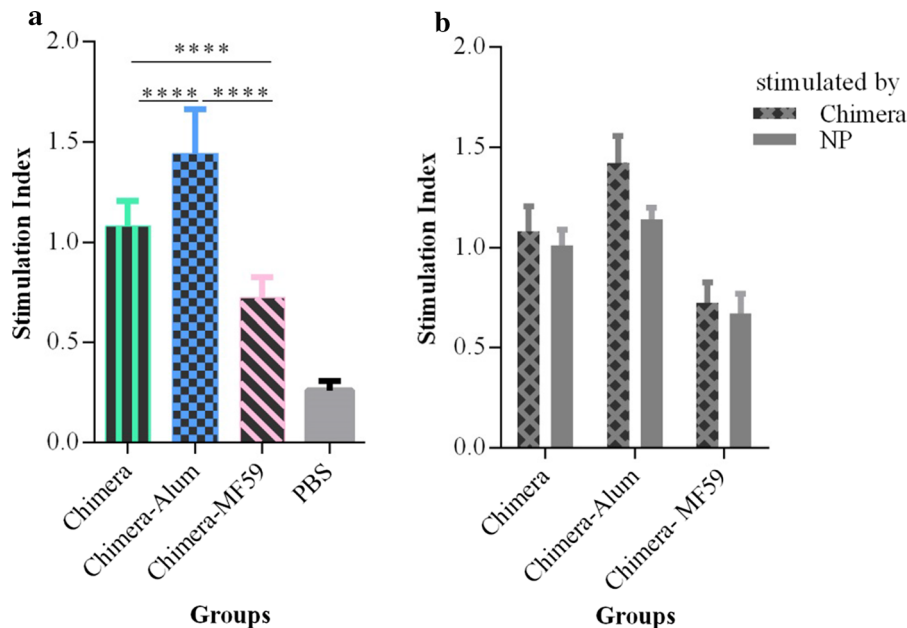 a
2.0
1.5
1.0
0.5
0.0
Stimulation Index
****
**** ****
Chimera
Chimera-Alum
Chimera-MF59
PBS
Groups
b
2.0
1.5
1.0
0.5
0.0
Stimulation Index
stimulated by
Chimera
NP
Chimera
Chimera-Alum
Chimera- MF59
Groups